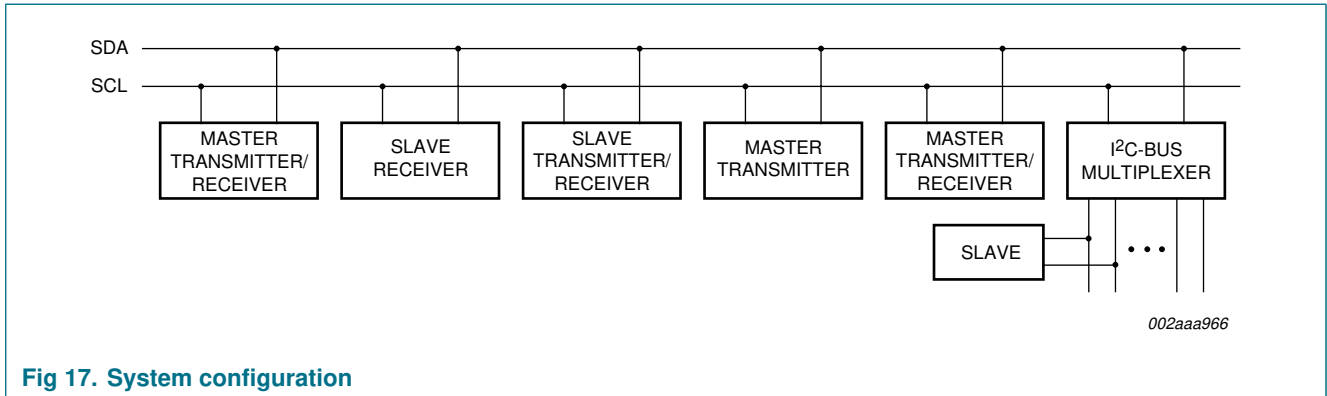 SDA
SCL
MASTER
TRANSMITTER/
RECEIVER
SLAVE
RECEIVER
SLAVE
TRANSMITTER/
RECEIVER
MASTER
TRANSMITTER
MASTER
TRANSMITTER/
RECEIVER
I²C-BUS
MULTIPLEXER
SLAVE
002aaa966
Fig 17. System configuration